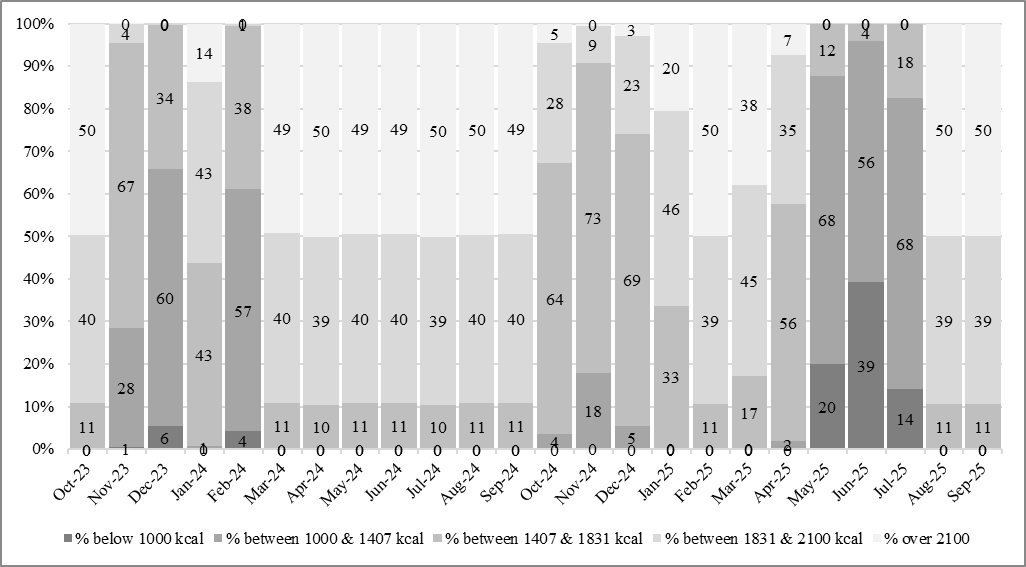 100%
90%
80%
70%
60%
50%
40%
30%
20%
10%
0%
0 0 0 0 5 0 3 7 0 0 0
4 0 1 9 12 4 18
50 67 34 14 38 49 50 49 49 50 50 49 28 73 23 20 50 38 35 68 56 68 50 50
40 28 60 43 57 40 39 40 40 39 40 40 64 18 69 46 39 45 56 20 39 14 39 39
11 1 6 43 4 11 10 11 11 10 11 11 4 0 5 33 11 17 2 11 11
0 1 0 0 0 0 0 0 0 0 0 0 0 0 0 0 0
Oct-23 Nov-23 Dec-23 Jan-24 Feb-24 Mar-24 Apr-24 May-24 Jun-24 Jul-24 Aug-24 Sep-24 Oct-24 Nov-24 Dec-24 Jan-25 Feb-25 Mar-25 Apr-25 May-25 Jun-25 Jul-25 Aug-25 Sep-25
% below 1000 kcal % between 1000 & 1407 kcal % between 1407 & 1831 kcal % between 1831 & 2100 kcal % over 2100